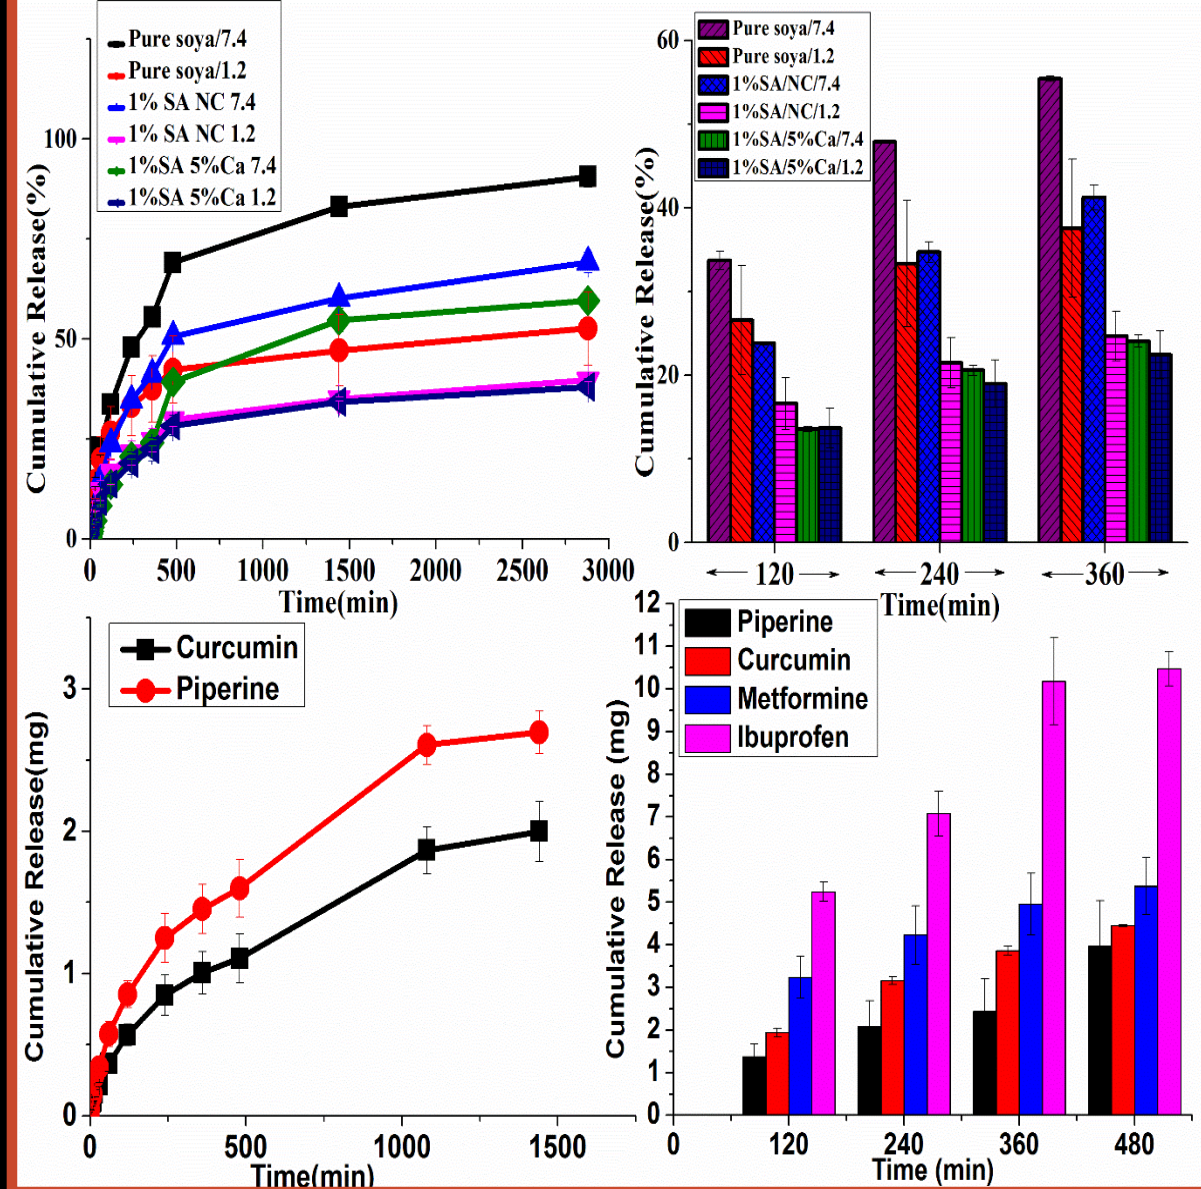 Pure soya/7.4
Pure soya/1.2
1% SA NC 7.4
1% SA NC 1.2
1%SA 5%Ca 7.4
1%SA 5%Ca 1.2
Cumulative Release(%)
100
50
0
0 500 1000 1500 2000 2500 3000
Time(min)
Pure soya/7.4
Pure soya/1.2
1%SA/NC/7.4
1%SA/NC/1.2
1%SA/5%Ca/7.4
1%SA/5%Ca/1.2
Cumulative Release(%)
60
40
20
0
120 240 360
Time(min)
Curcumin
Piperine
Cumulative Release(mg)
3
2
1
0
0 500 1000 1500
Time(min)
Piperine
Curcumin
Metformine
Ibuprofen
Cumulative Release (mg)
12
11
10
9
8
7
6
5
4
3
2
1
0
0 120 240 360 480
Time (min)